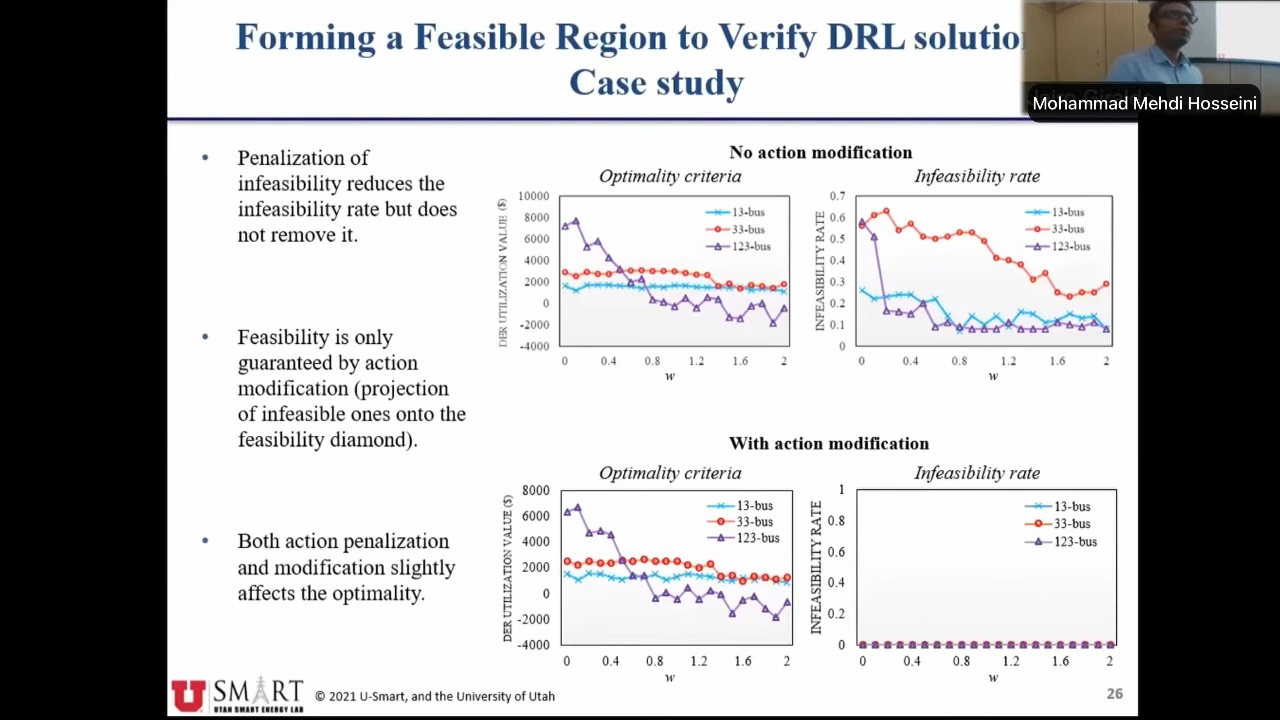 Forming a Feasible Region to Verify DRL solutio
Case study
Mohammad Mehdi Hosseini
• Penalization of
infeasibility reduces the
infeasibility rate but does
not remove it.
• Feasibility is only
guaranteed by action
modification (projection
of infeasible ones onto the
feasibility diamond).
• Both action penalization
and modification slightly
affects the optimality.
No action modification
Optimality criteria
DER UTILIZATION VALUE ($)
10000
8000
6000
4000
2000
0
-2000
-4000
13-bus
33-bus
123-bus
0 0.4 0.8 1.2 1.6 2
w
Infeasibility rate
INFEASIBILITY RATE
0.7
0.6
0.5
0.4
0.3
0.2
0.1
0
13-bus
33-bus
123-bus
0 0.4 0.8 1.2 1.6 2
w
With action modification
Optimality criteria
DER UTILIZATION VALUE ($)
8000
6000
4000
2000
0
-2000
-4000
13-bus
33-bus
123-bus
0 0.4 0.8 1.2 1.6 2
w
Infeasibility rate
INFEASIBILITY RATE
1
0.8
0.6
0.4
0.2
0
13-bus
33-bus
123-bus
0 0.4 0.8 1.2 1.6 2
w
U SMART
UTAH SMART ENERGY LAB
© 2021 U-Smart, and the University of Utah
26